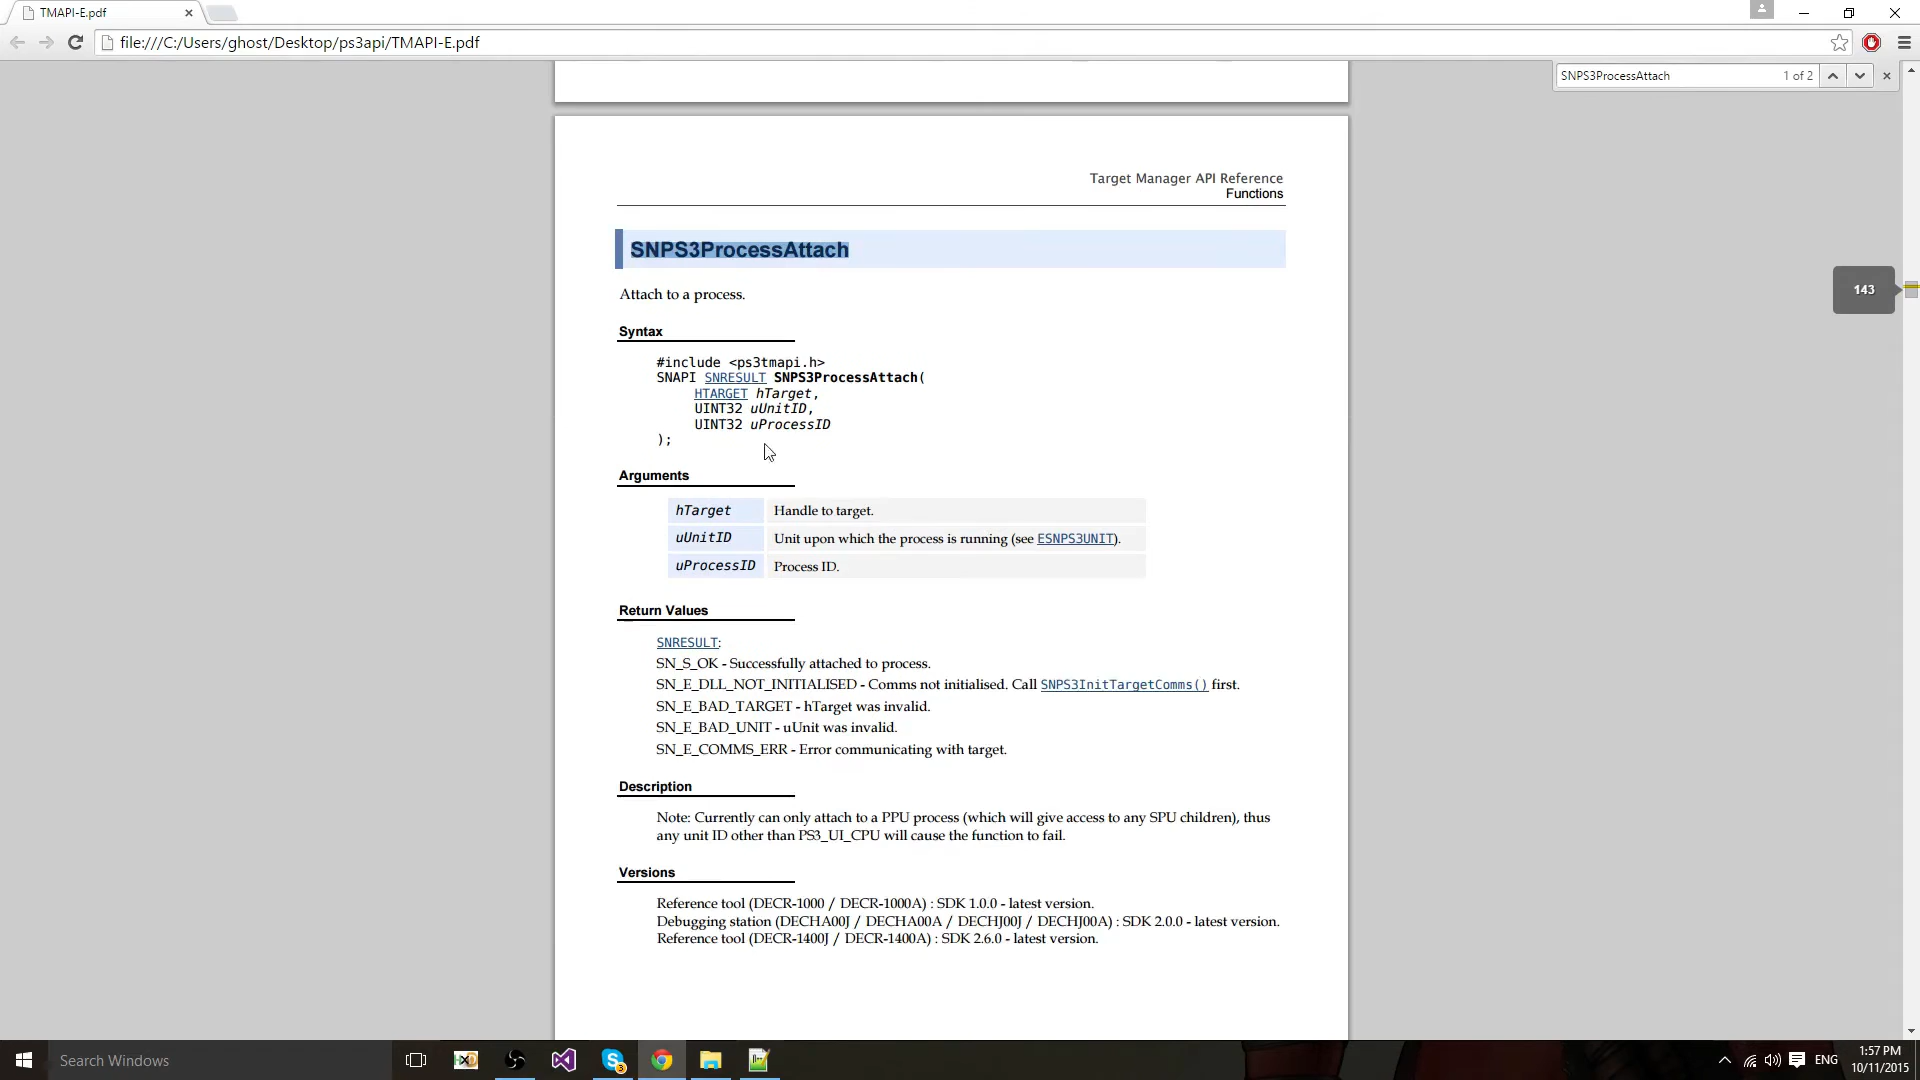 TMAPI-E.pdf
file:///C:/Users/ghost/Desktop/ps3api/TMAPI-E.pdf
SNPS3ProcessAttach 1 of 2
Target Manager API Reference
Functions
SNPS3ProcessAttach
Attach to a process.
143
Syntax
#include <ps3tmapi.h>
SNAPI SNRESULT SNPS3ProcessAttach(
HTARGET hTarget,
UINT32 uUnitID,
UINT32 uProcessID
);
Arguments
hTarget Handle to target.
uUnitID Unit upon which the process is running (see ESNPS3UNIT).
uProcessID Process ID.
Return Values
SNRESULT:
SN_S_OK - Successfully attached to process.
SN_E_DLL_NOT_INITIALISED - Comms not initialised. Call SNPS3InitTargetComms() first.
SN_E_BAD_TARGET - hTarget was invalid.
SN_E_BAD_UNIT - uUnit was invalid.
SN_E_COMMS_ERR - Error communicating with target.
Description
Note: Currently can only attach to a PPU process (which will give access to any SPU children), thus
any unit ID other than PS3_UI_CPU will cause the function to fail.
Versions
Reference tool (DECR-1000 / DECR-1000A) : SDK 1.0.0 - latest version.
Debugging station (DECHA00J / DECHA00A / DECHJ00J / DECHJ00A) : SDK 2.0.0 - latest version.
Reference tool (DECR-1400J / DECR-1400A) : SDK 2.6.0 - latest version.
Search Windows
HXD
3
ENG
1:57 PM
10/11/2015